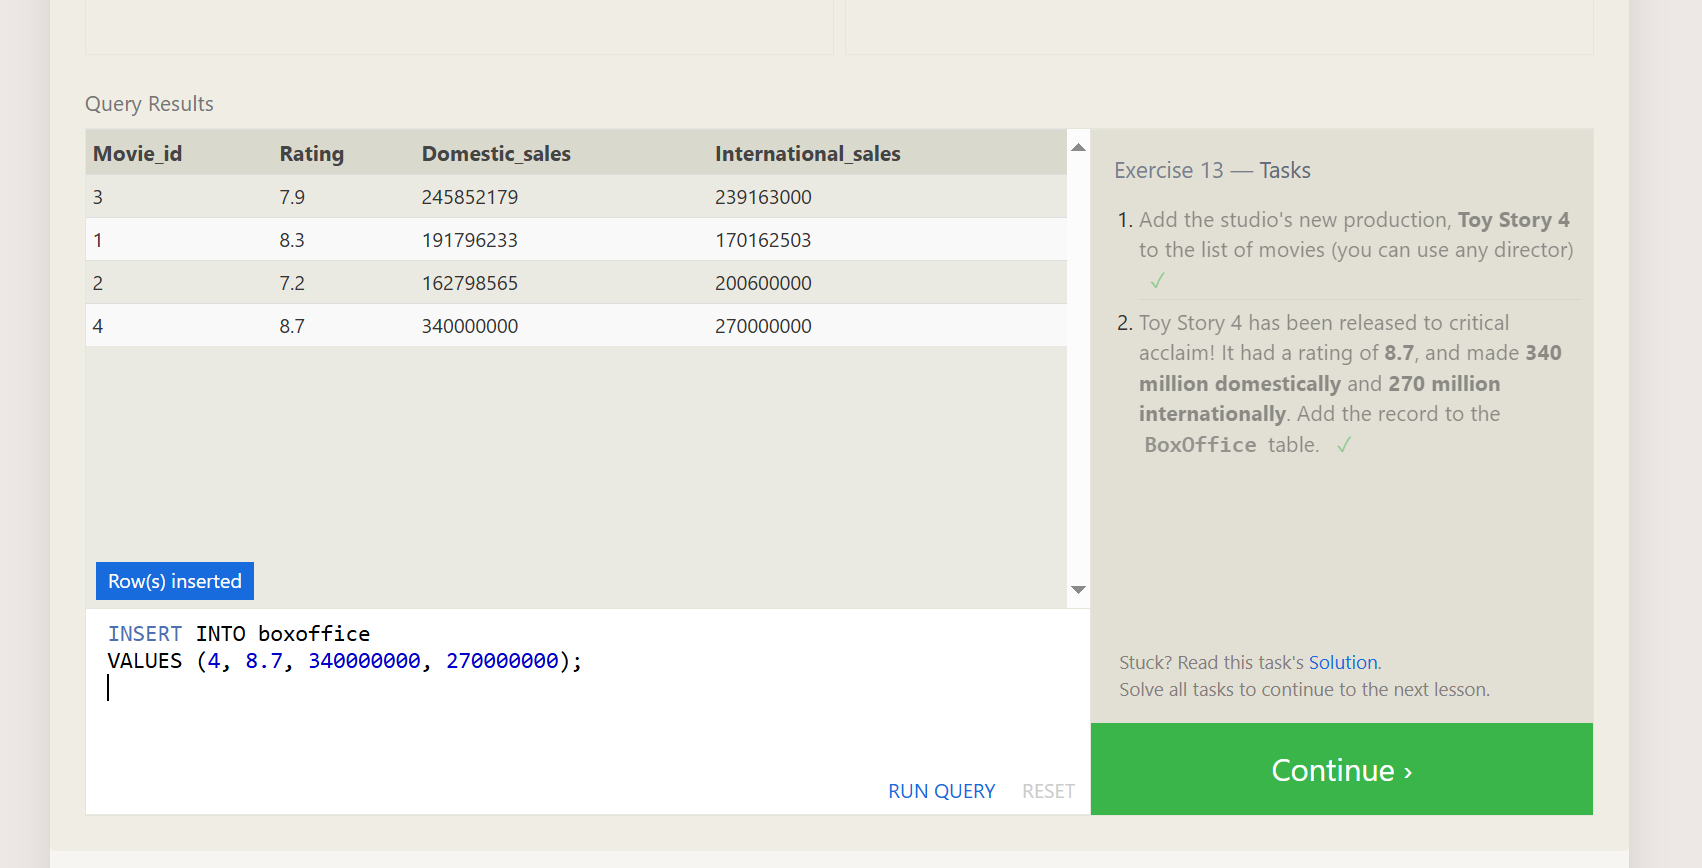 Query Results
Movie_id Rating Domestic_sales International_sales
3 7.9 245852179 239163000
1 8.3 191796233 170162503
2 7.2 162798565 200600000
4 8.7 340000000 270000000
Row(s) inserted
INSERT INTO boxoffice
VALUES (4, 8.7, 340000000, 270000000);
RUN QUERY RESET
Exercise 13 — Tasks
1. Add the studio's new production, Toy Story 4
to the list of movies (you can use any director)
✓
2. Toy Story 4 has been released to critical
acclaim! It had a rating of 8.7, and made 340
million domestically and 270 million
internationally. Add the record to the
BoxOffice table. ✓
Stuck? Read this task's Solution.
Solve all tasks to continue to the next lesson.
Continue ›